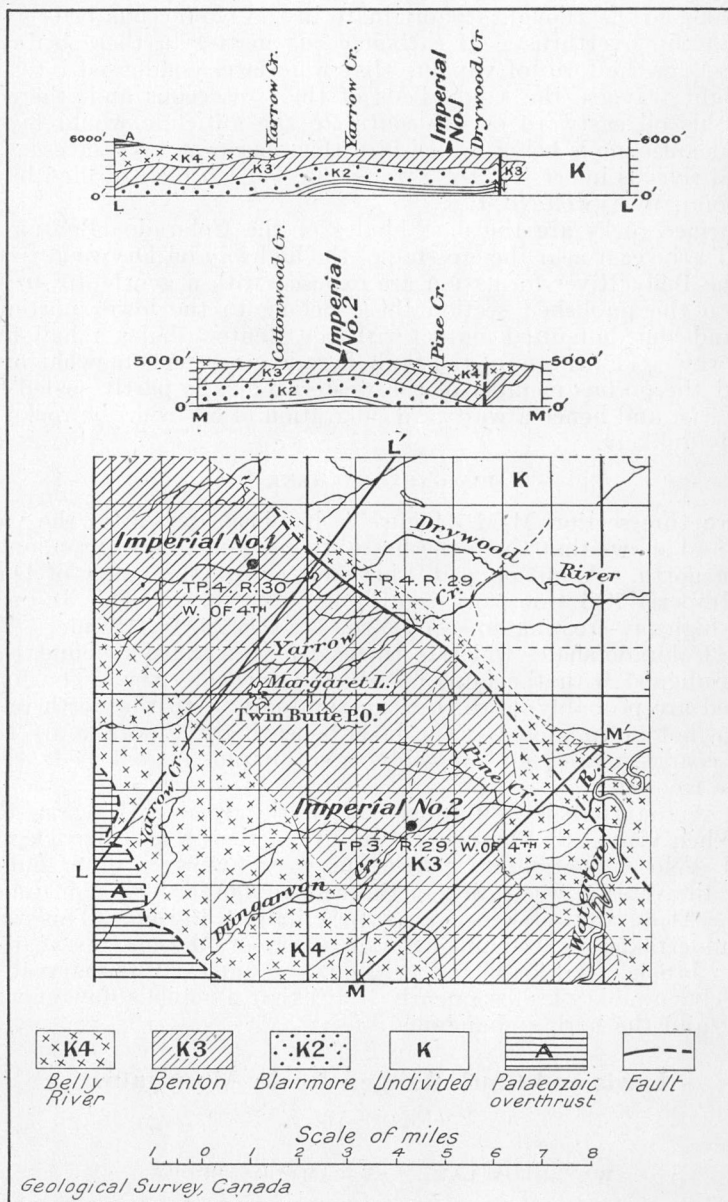 Yarrow Cr.
Yarrow Cr.
Imperial No.1
Drywood Cr
6000'
A
K4
K3
K2
K3
K
6000'
0'
L
L'
0'
Cottonwood Cr.
Imperial No. 2
Pine Cr.
5000'
K3
K4
K2
5000'
0'
M
M'
0'
L'
K
Imperial No.1
Drywood
River
TP. 4. R. 30
W. OF 4TH
TP. 4. R. 29
Cr.
Yarrow
Margaret L.
Twin Butte P.O.
M'
Yarrow Cr.
Pine Cr.
Imperial No.2
TP. 3. R. 29. W. OF 4TH
K3
L
A
Dungarvon
Cr.
Waterton
R.
K4
M
K4
K3
K2
K
A
Belly River
Benton
Blairmore
Undivided
Palaeozoic overthrust
Fault
Scale of miles
1 0 1 2 3 4 5 6 7 8
Geological Survey, Canada